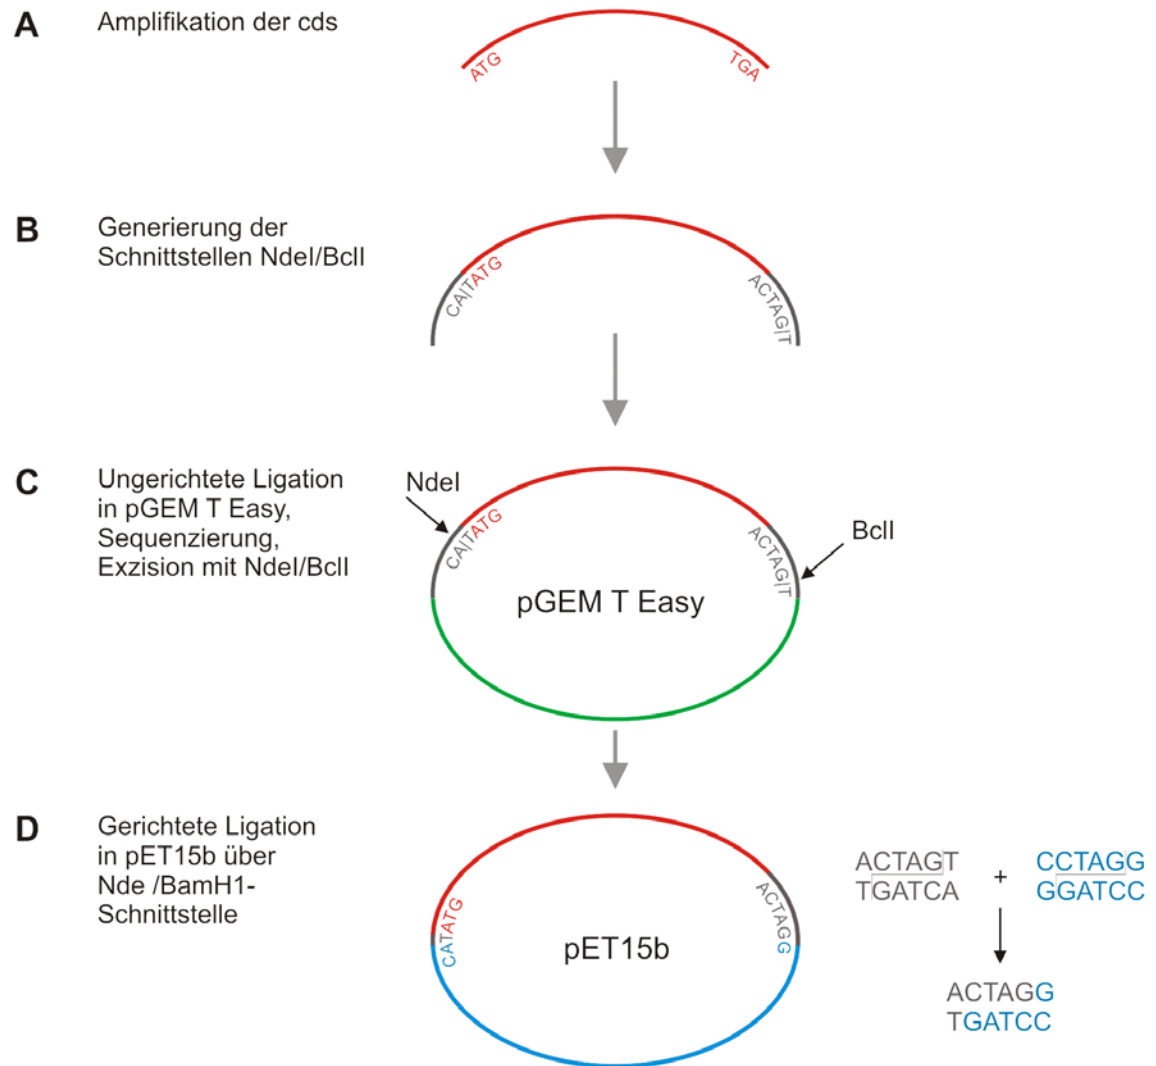 A
Amplifikation der cds
ATG
TGA
B
Generierung der
Schnittstellen NdeI/BclI
CA|TATG
ACTAG|T
C
Ungerichtete Ligation
in pGEM T Easy,
Sequenzierung,
Exzision mit NdeI/BclI
NdeI
CA|TATG
ACTAG|T
BclI
pGEM T Easy
D
Gerichtete Ligation
in pET15b über
Nde /BamH1-
Schnittstelle
CATATG
ACTAGG
pET15b
ACTAGT
TGATCA
+
CCTAGG
GGATCC
ACTAGG
TGATCC